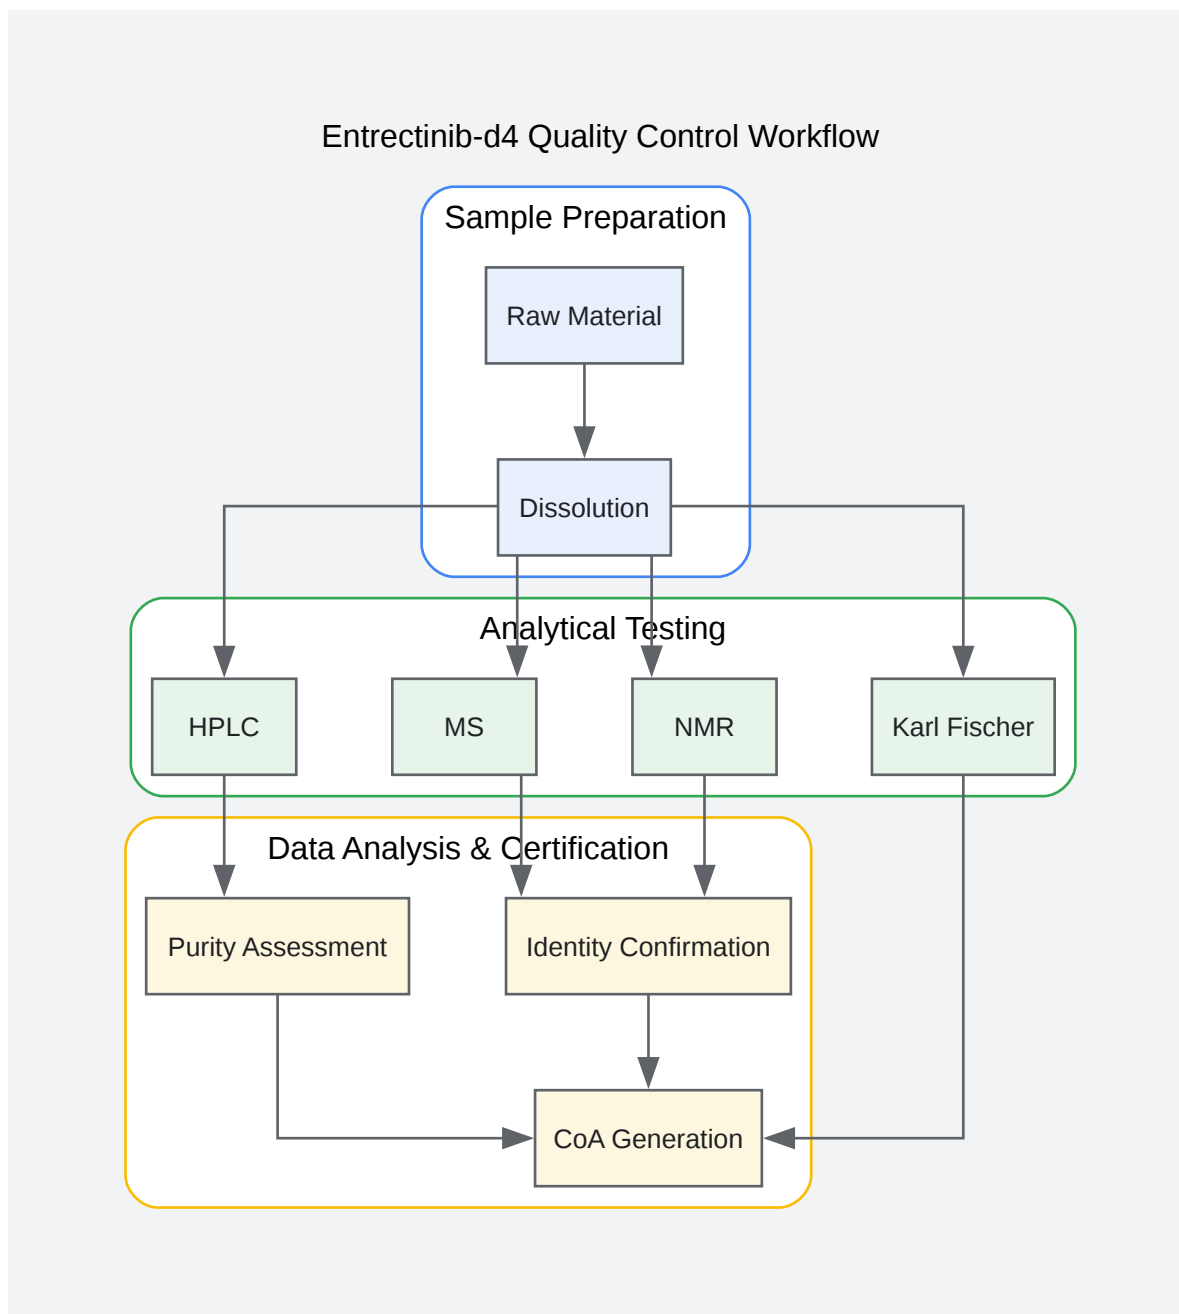 Entrectinib-d4 Quality Control Workflow
Sample Preparation
Raw Material
Dissolution
Analytical Testing
HPLC
MS
NMR
Karl Fischer
Data Analysis & Certification
Purity Assessment
Identity Confirmation
CoA Generation